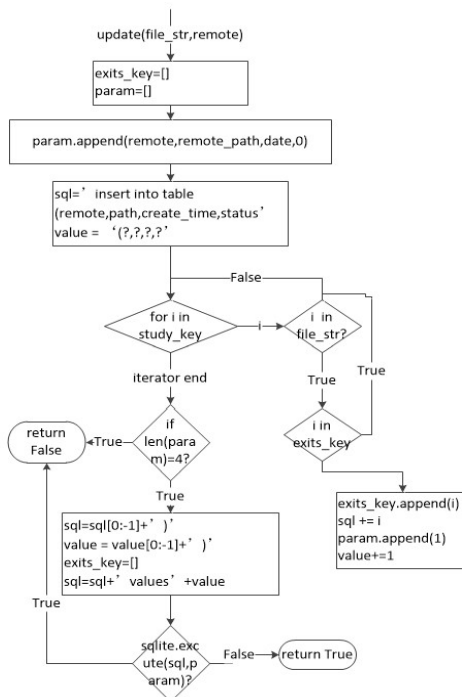 update(file_str,remote)
exits_key=[]
param=[]
param.append(remote,remote_path,date,0)
sql=’ insert into table
(remote,path,create_time,status’
value = ‘(?,?,?,?’
False
for i in
study_key
i
i in
file_str?
True
True
iterator end
i in
exits_key
return
False
True
if
len(para
m)=4?
True
exits_key.append(i)
sql += i
param.append(1)
value+=1
sql=sql[0:-1]+’ )’
value = value[0:-1]+’ )’
exits_key=[]
sql=sql+’ values’ +value
True
sqlite.exc
ute(sql,p
aram)?
False
return True